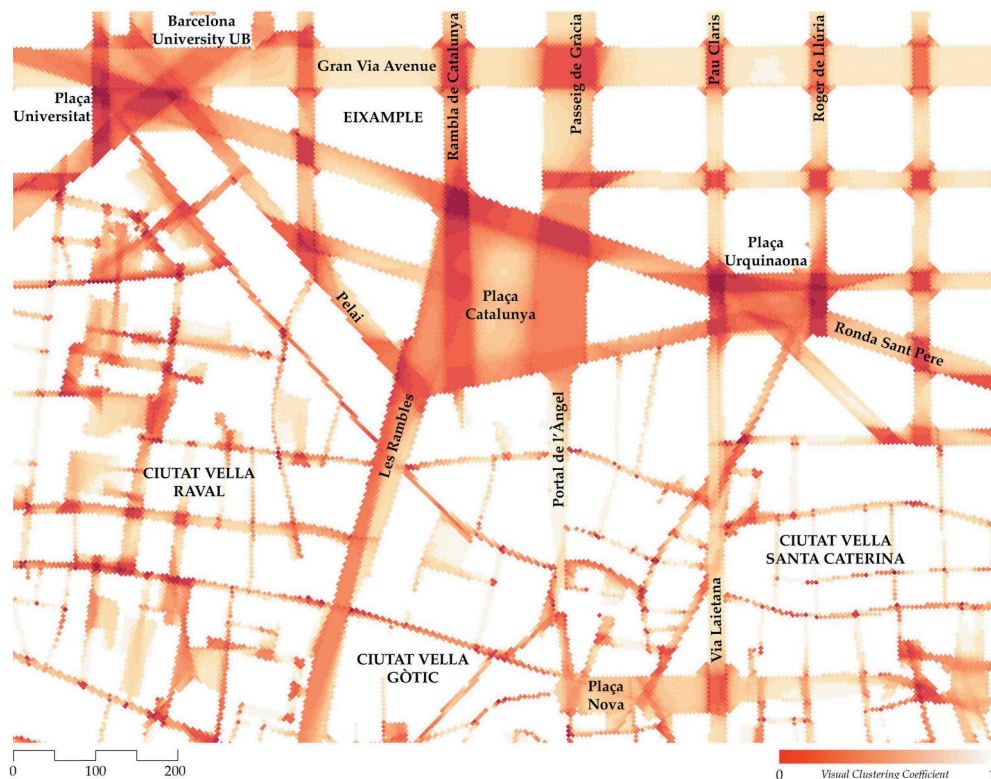 Barcelona
University UB
Gran Via Avenue
Rambla de Catalunya
Passeig de Gràcia
Pau Claris
Roger de Llúria
Plaça
Universitat
EIXAMPLE
Plaça
Urquinaona
Plaça
Catalunya
Pelai
Ronda Sant Pere
Les Rambles
Portal de l'Àngel
CIUTAT VELLA
RAVAL
CIUTAT VELLA
SANTA CATERINA
Via Laietana
CIUTAT VELLA
GÒTIC
Plaça
Nova
0 100 200
0 Visual Clustering Coefficient